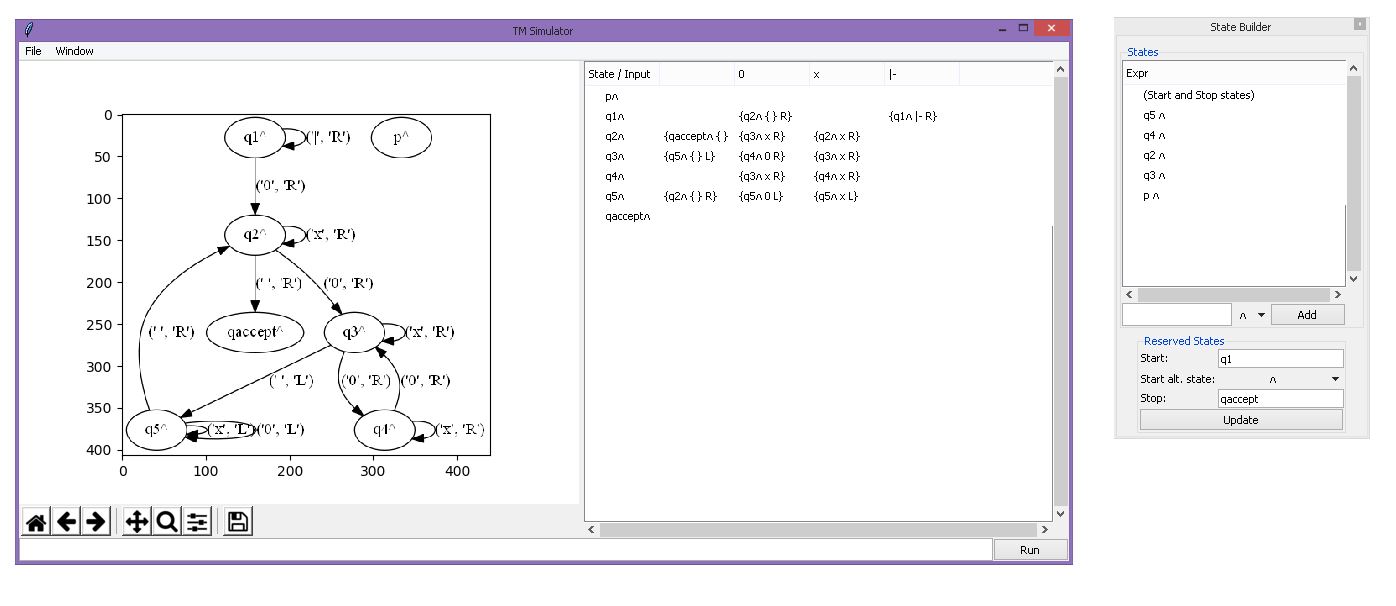 TM Simulator
File Window
0
50
100
150
200
250
300
350
400
0 100 200 300 400
q1^ ('|', 'R') p^
('0', 'R')
q2^ ('x', 'R')
(' ', 'R') ('0', 'R')
(' ', 'R') qaccept^ q3^ ('x', 'R')
(' ', 'L') ('0', 'R') ('0', 'R')
q5^ ('x', 'L') ('0', 'L') q4^ ('x', 'R')
State / Input 0 x |-
p∧
q1∧ {q2∧ { } R} {q1∧ |- R}
q2∧ {qaccept∧ { } {q3∧ x R} {q2∧ x R}
q3∧ {q5∧ { } L} {q4∧ 0 R} {q3∧ x R}
q4∧ {q3∧ x R} {q4∧ x R}
q5∧ {q2∧ { } R} {q5∧ 0 L} {q5∧ x L}
qaccept∧
Run
State Builder
States
Expr
(Start and Stop states)
q5 ∧
q4 ∧
q2 ∧
q3 ∧
p ∧
∧ Add
Reserved States
Start: q1
Start alt. state: ∧
Stop: qaccept
Update